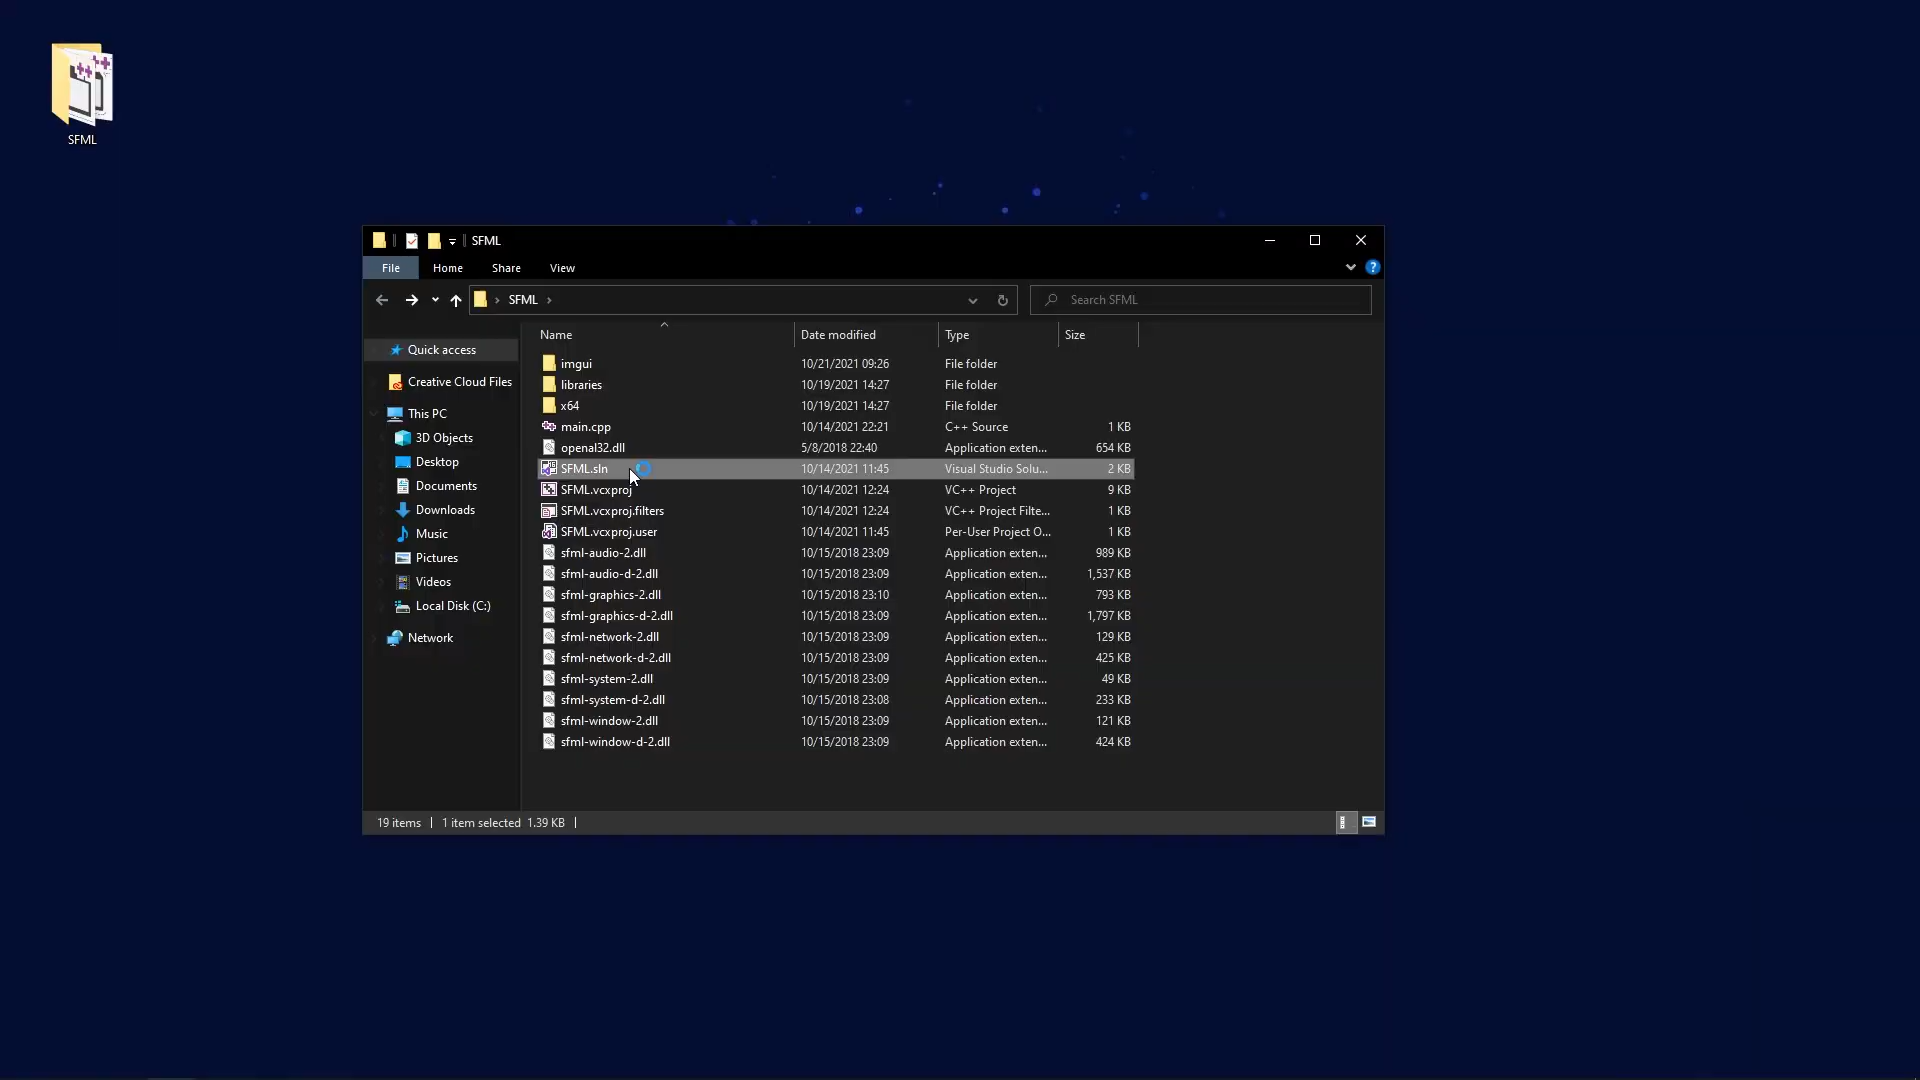 SFML
SFML
File Home Share View
SFML
Search SFML
Name Date modified Type Size
Quick access
Creative Cloud Files
This PC
3D Objects
Desktop
Documents
Downloads
Music
Pictures
Videos
Local Disk (C:)
Network
imgui 10/21/2021 09:26 File folder
libraries 10/19/2021 14:27 File folder
x64 10/19/2021 14:27 File folder
main.cpp 10/14/2021 22:21 C++ Source 1 KB
openal32.dll 5/8/2018 22:40 Application exten... 654 KB
SFML.sln 10/14/2021 11:45 Visual Studio Solu... 2 KB
SFML.vcxproj 10/14/2021 12:24 VC++ Project 9 KB
SFML.vcxproj.filters 10/14/2021 12:24 VC++ Project Filte... 1 KB
SFML.vcxproj.user 10/14/2021 11:45 Per-User Project O... 1 KB
sfml-audio-2.dll 10/15/2018 23:09 Application exten... 989 KB
sfml-audio-d-2.dll 10/15/2018 23:09 Application exten... 1,537 KB
sfml-graphics-2.dll 10/15/2018 23:10 Application exten... 793 KB
sfml-graphics-d-2.dll 10/15/2018 23:09 Application exten... 1,797 KB
sfml-network-2.dll 10/15/2018 23:09 Application exten... 129 KB
sfml-network-d-2.dll 10/15/2018 23:09 Application exten... 425 KB
sfml-system-2.dll 10/15/2018 23:09 Application exten... 49 KB
sfml-system-d-2.dll 10/15/2018 23:08 Application exten... 233 KB
sfml-window-2.dll 10/15/2018 23:09 Application exten... 121 KB
sfml-window-d-2.dll 10/15/2018 23:09 Application exten... 424 KB
19 items 1 item selected 1.39 KB